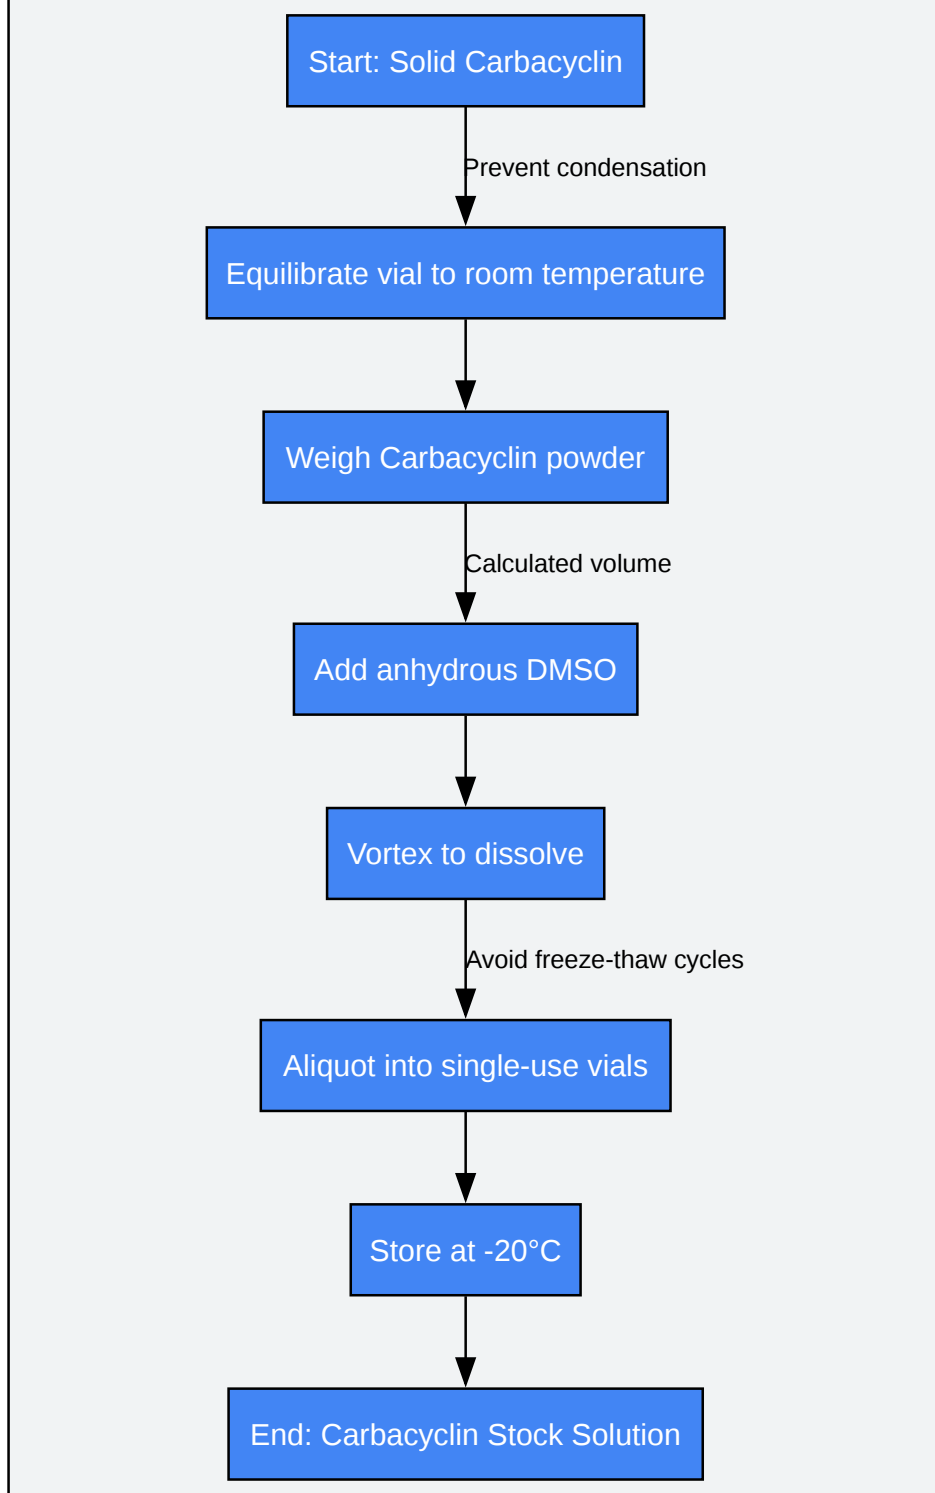 Start: Solid Carbacyclin
Prevent condensation
Equilibrate vial to room temperature
Weigh Carbacyclin powder
Calculated volume
Add anhydrous DMSO
Vortex to dissolve
Avoid freeze-thaw cycles
Aliquot into single-use vials
Store at -20°C
End: Carbacyclin Stock Solution